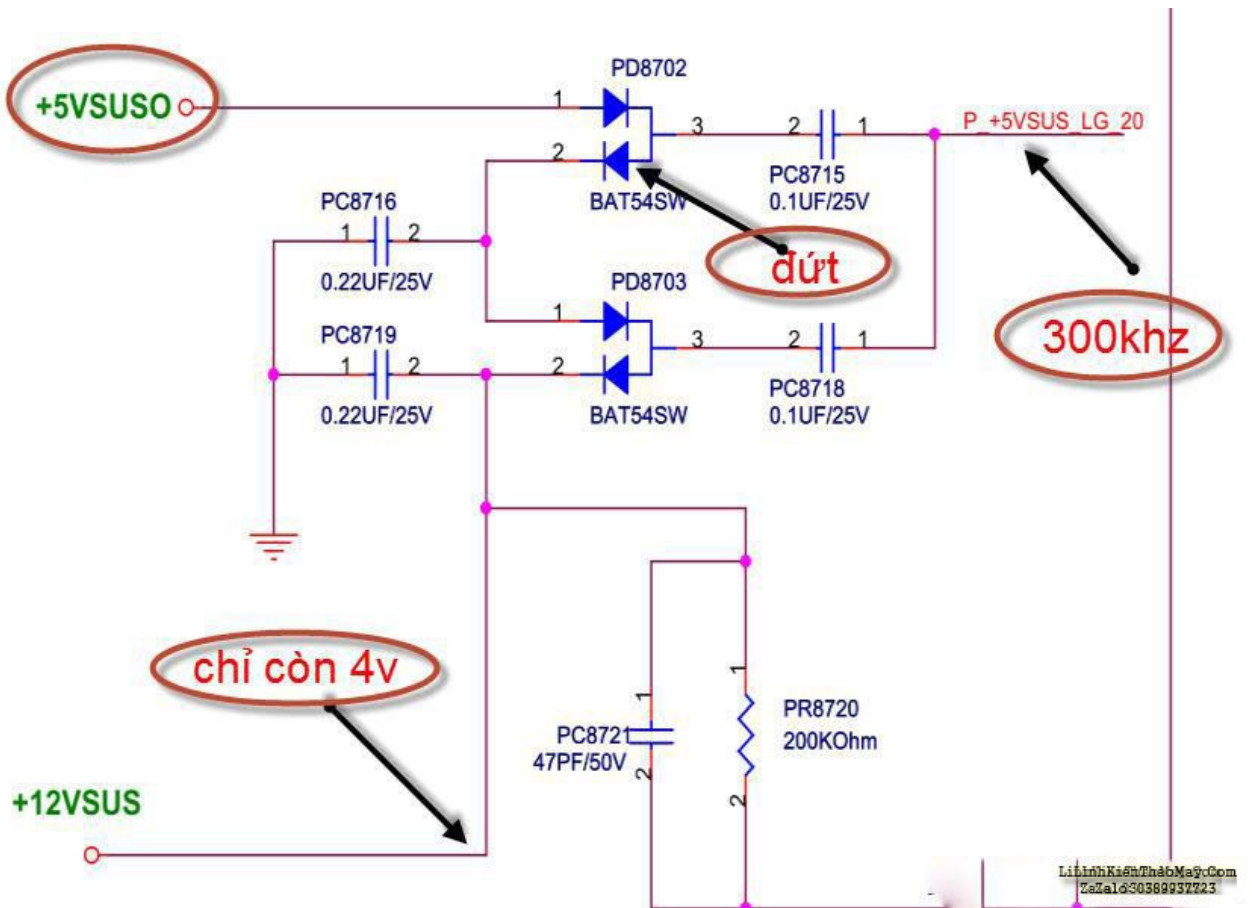 PD8702
+5VSUSO
1
3
2
1
P_+5VSUS_LG_20
2
PC8715
0.1UF/25V
PC8716
BAT54SW
1
2
đứt
0.22UF/25V
PD8703
300khz
1
PC8719
3
2
1
1
2
2
PC8718
0.1UF/25V
0.22UF/25V
BAT54SW
chỉ còn 4v
1
1
PR8720
200KOhm
PC8721
47PF/50V
2
2
+12VSUS
LiLinhKiệnTháoMáy.Com